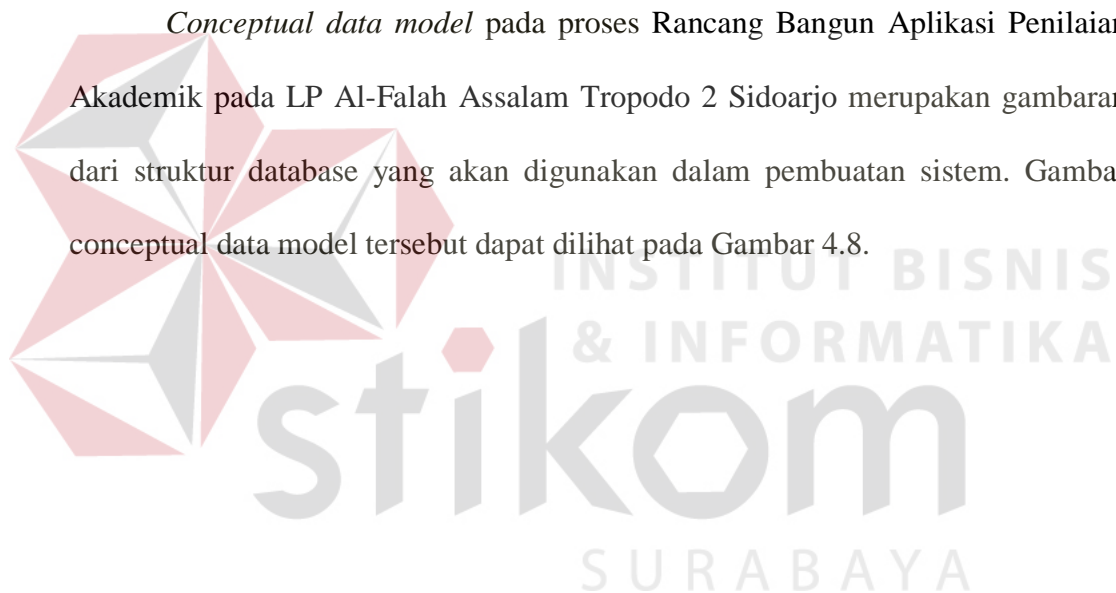 Conceptual data model pada proses Rancang Bangun Aplikasi Penilaian
Akademik pada LP Al-Falah Assalam Tropodo 2 Sidoarjo merupakan gambaran
dari struktur database yang akan digunakan dalam pembuatan sistem. Gambar
conceptual data model tersebut dapat dilihat pada Gambar 4.8.
INSTITUT BISNIS
& INFORMATIKA
stikom
SURABAYA